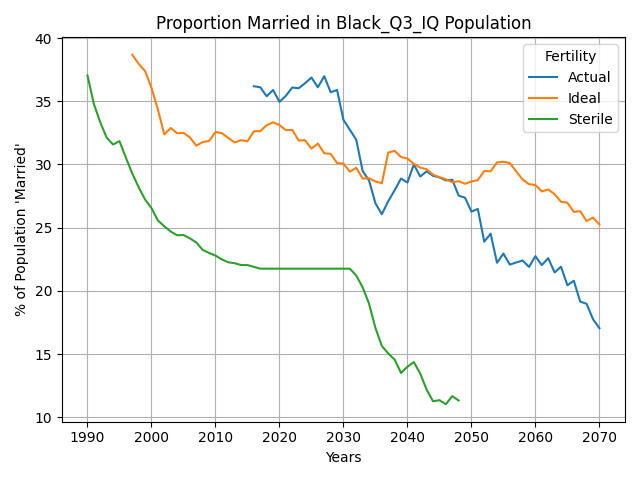 Proportion Married in Black_Q3_IQ Population
% of Population 'Married'
40
35
30
25
20
15
10
Fertility
Actual
Ideal
Sterile
1990 2000 2010 2020 2030 2040 2050 2060 2070
Years